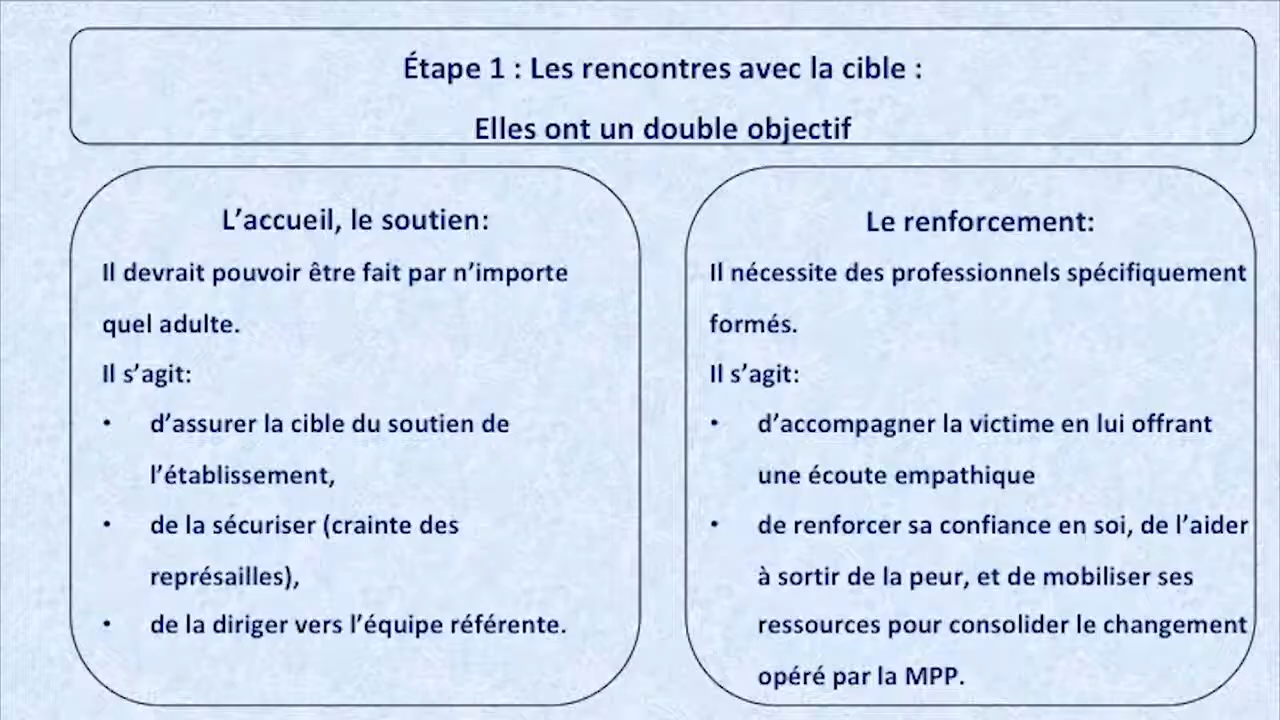 Étape 1 : Les rencontres avec la cible :
Elles ont un double objectif
L’accueil, le soutien:
Il devrait pouvoir être fait par n’importe
quel adulte.
Il s’agit:
• d’assurer la cible du soutien de
l’établissement,
• de la sécuriser (crainte des
représailles),
• de la diriger vers l’équipe référente.
Le renforcement:
Il nécessite des professionnels spécifiquement
formés.
Il s’agit:
• d’accompagner la victime en lui offrant
une écoute empathique
• de renforcer sa confiance en soi, de l’aider
à sortir de la peur, et de mobiliser ses
ressources pour consolider le changement
opéré par la MPP.